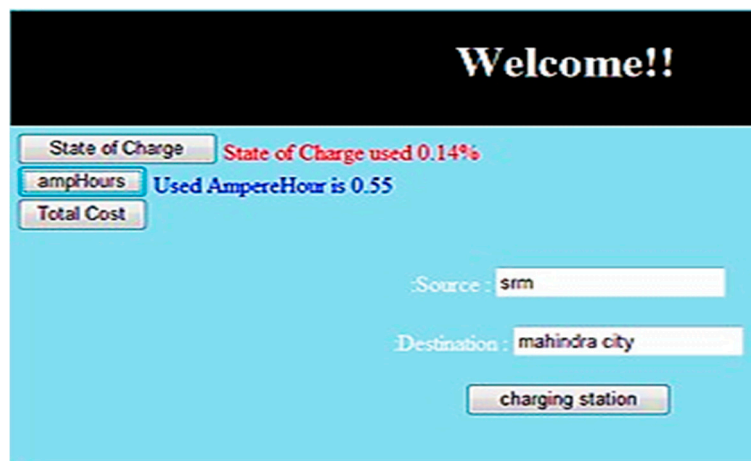 Welcome!!
State of Charge State of Charge used 0.14%
ampHours Used AmpereHour is 0.55
Total Cost
:Source : srm
:Destination : mahindra city
charging station